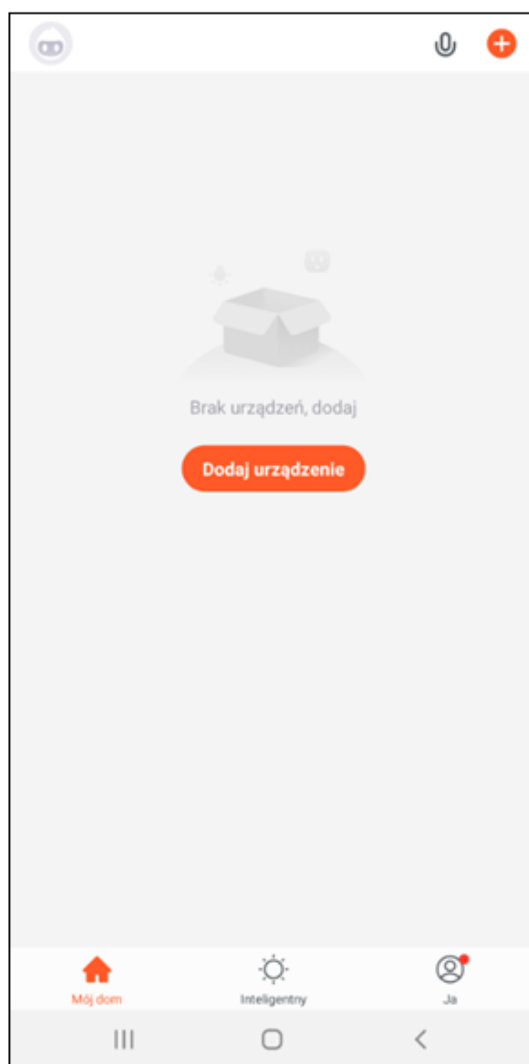 Brak urządzeń, dodaj
Dodaj urządzenie
Mój dom
Inteligentny
Ja